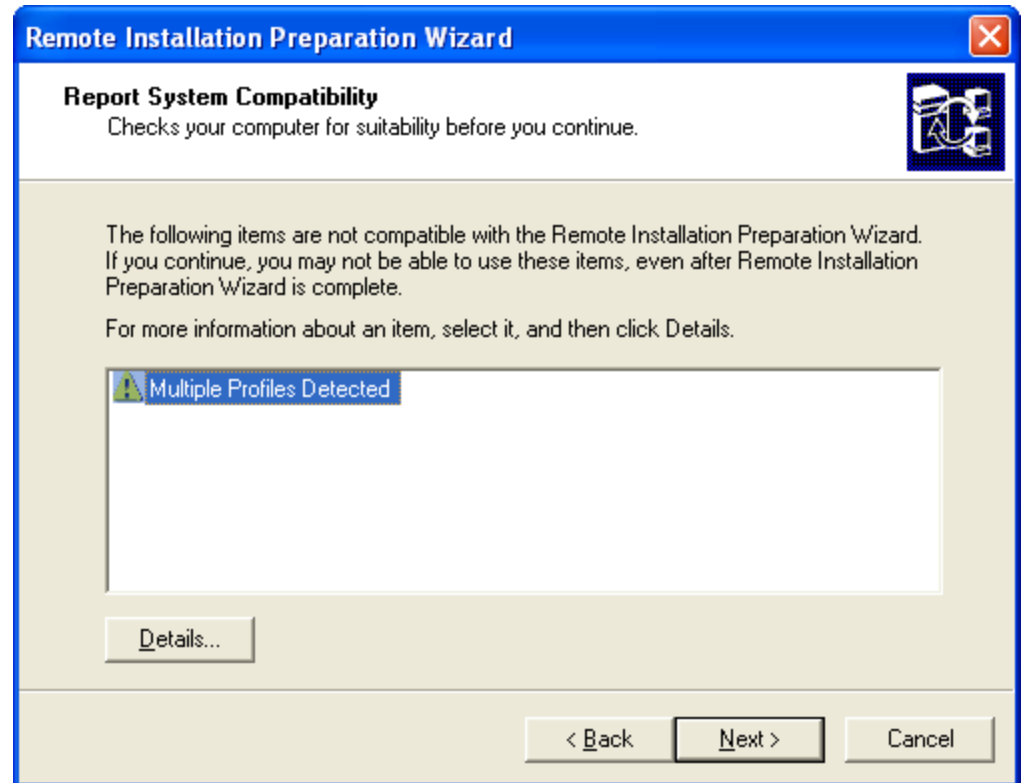 Remote Installation Preparation Wizard
Report System Compatibility
Checks your computer for suitability before you continue.
The following items are not compatible with the Remote Installation Preparation Wizard.
If you continue, you may not be able to use these items, even after Remote Installation
Preparation Wizard is complete.
For more information about an item, select it, and then click Details.
Multiple Profiles Detected
Details...
< Back
Next >
Cancel